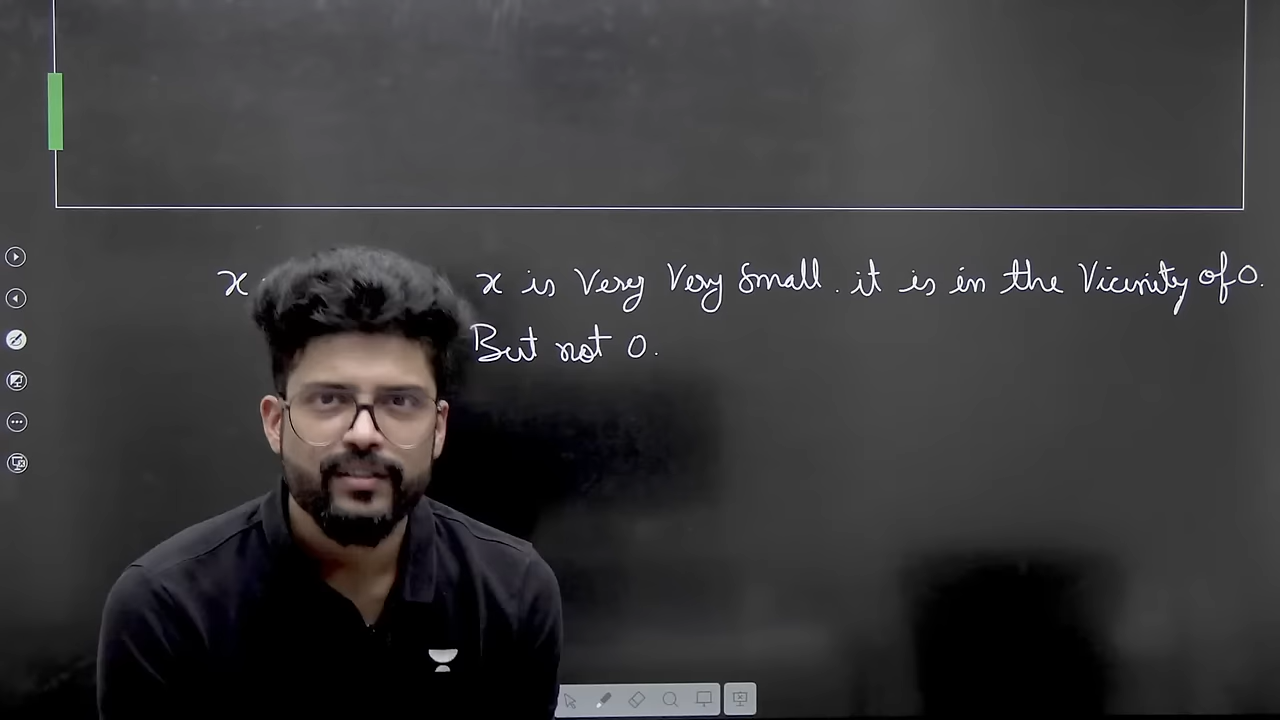 x x is Very Very Small. it is in the Vicinity of 0.
But not 0.